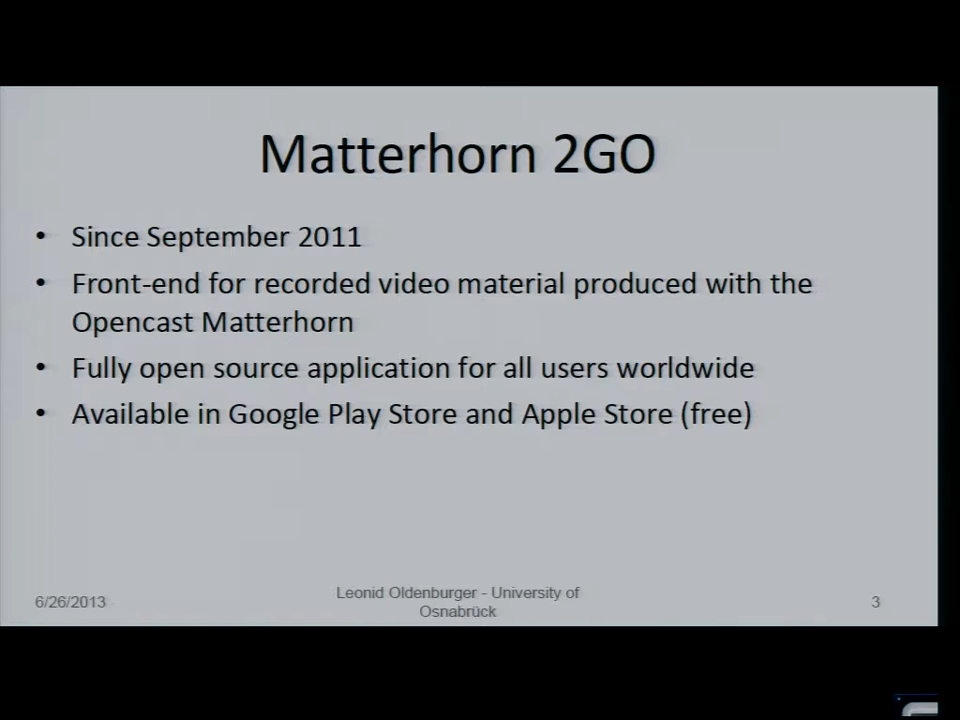 Matterhorn 2GO
• Since September 2011
• Front-end for recorded video material produced with the
Opencast Matterhorn
• Fully open source application for all users worldwide
• Available in Google Play Store and Apple Store (free)
6/26/2013
Leonid Oldenburger - University of
Osnabrück
3